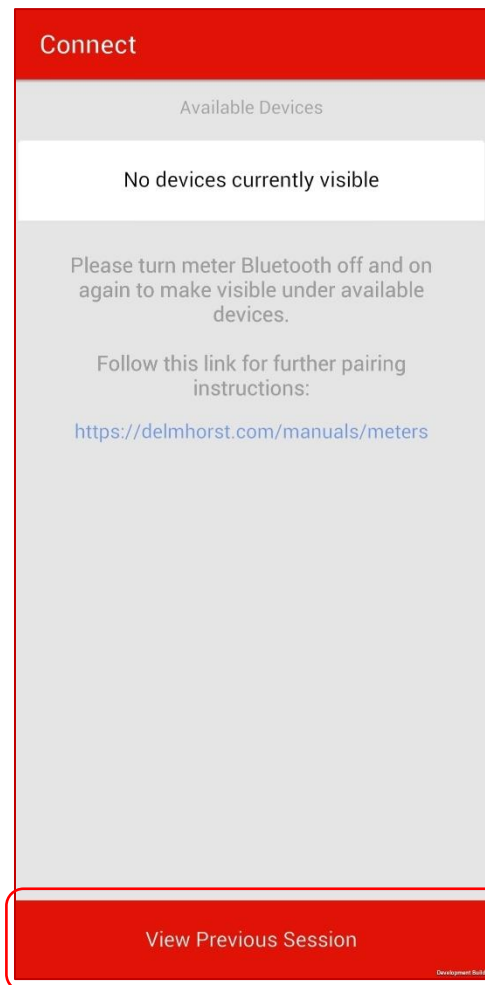 Connect
Available Devices
No devices currently visible
Please turn meter Bluetooth off and on
again to make visible under available
devices.
Follow this link for further pairing
instructions:
https://delmhorst.com/manuals/meters
View Previous Session
Development Build